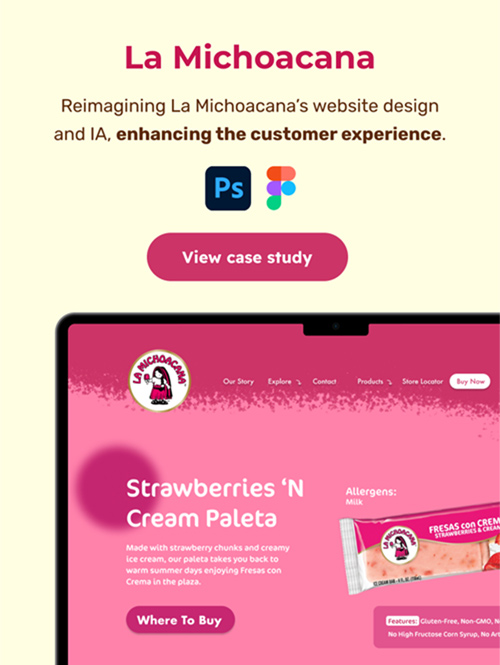 La Michoacana
Reimagining La Michoacana’s website design
and IA, enhancing the customer experience.
Ps
View case study
LA MICHOACANA
Our Story Explore Contact Products Store Locator Buy Now
Strawberries ‘N
Cream Paleta
Made with strawberry chunks and creamy
ice cream, our paleta takes you back to
warm summer days enjoying Fresas con
Crema in the plaza.
Where To Buy
Allergens:
Milk
LA MICHOACANA
FRESAS con CREM
STRAWBERRIES & CREAM
Features: Gluten-Free, Non-GMO, N
No High Fructose Corn Syrup, No Art